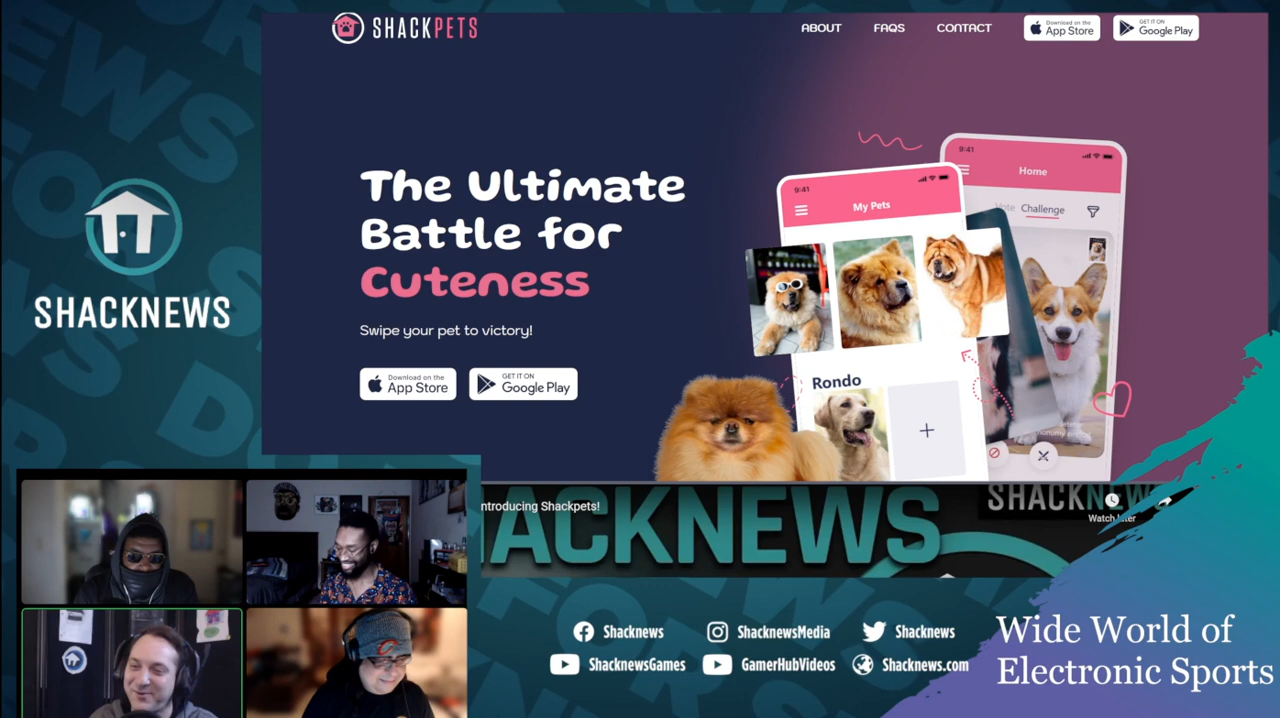 SHACKPETS
ABOUT FAQS CONTACT
Download on the
App Store
GET IT ON
Google Play
SHACKNEWS
The Ultimate
Battle for
Cuteness
Swipe your pet to victory!
Download on the
App Store
GET IT ON
Google Play
9:41
My Pets
Rondo
+
9:41
Home
Vote Challenge
ntroducing Shackpets!
HACKNEWS
SHACKNEWS
Watch later
Shacknews
ShacknewsMedia
Shacknews
ShacknewsGames
GamerHubVideos
Shacknews.com
Wide World of
Electronic Sports